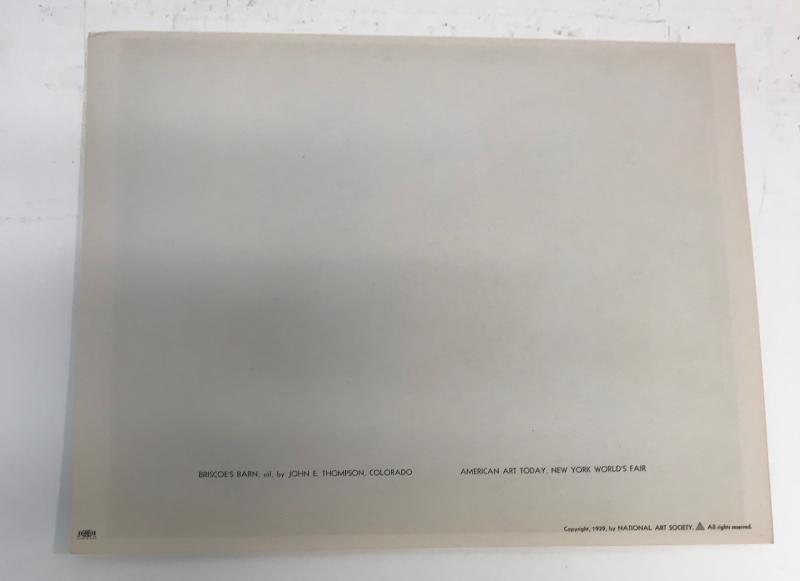 BRISCOE'S BARN, oil, by JOHN E. THOMPSON, COLORADO
AMERICAN ART TODAY, NEW YORK WORLD'S FAIR
Copyright, 1939, by NATIONAL ART SOCIETY. All rights reserved.